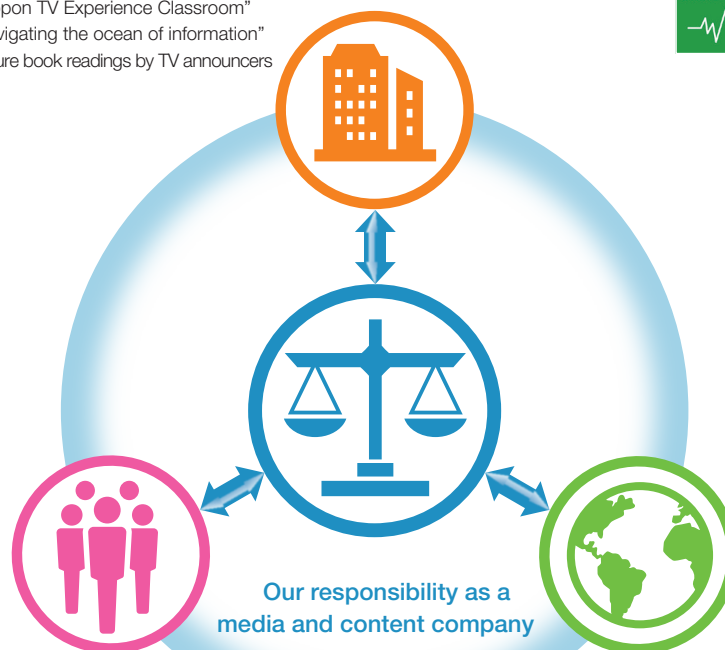 pon TV Experience Classroom”
vigating the ocean of information”
ure book readings by TV announcers
Our responsibility as a
media and content company